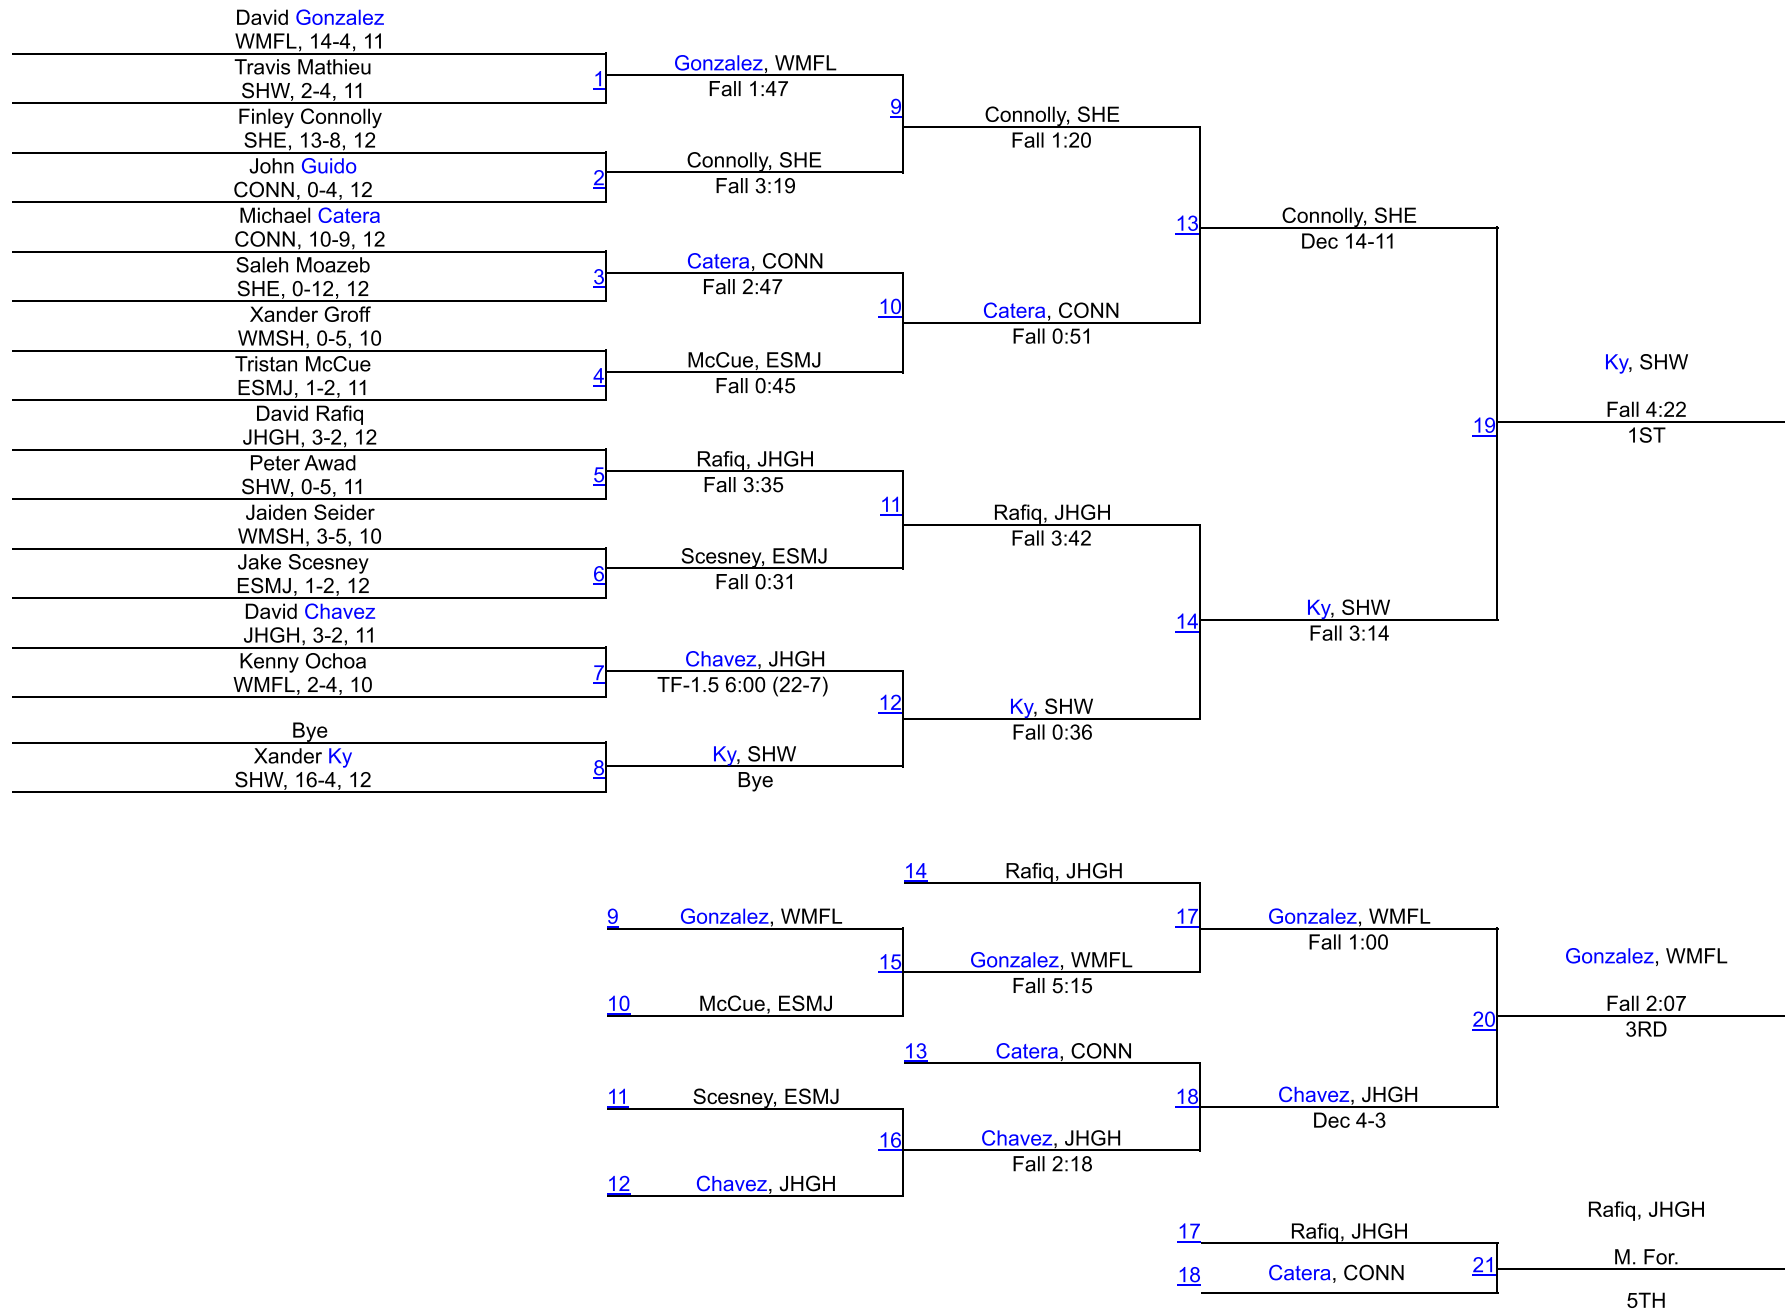 David Gonzalez
WMFL, 14-4, 11
Travis Mathieu
SHW, 2-4, 11
1
Finley Connolly
SHE, 13-8, 12
John Guido
CONN, 0-4, 12
2
Michael Catera
CONN, 10-9, 12
Saleh Moazeb
SHE, 0-12, 12
3
Xander Groff
WMSH, 0-5, 10
Tristan McCue
ESMJ, 1-2, 11
4
David Rafiq
JHGH, 3-2, 12
Peter Awad
SHW, 0-5, 11
5
Jaiden Seider
WMSH, 3-5, 10
Jake Scesney
ESMJ, 1-2, 12
6
David Chavez
JHGH, 3-2, 11
Kenny Ochoa
WMFL, 2-4, 10
7
Bye
Xander Ky
SHW, 16-4, 12
8
Gonzalez, WMFL
Fall 1:47
9
Connolly, SHE
Fall 3:19
Catera, CONN
Fall 2:47
10
McCue, ESMJ
Fall 0:45
Rafiq, JHGH
Fall 3:35
11
Scesney, ESMJ
Fall 0:31
Chavez, JHGH
TF-1.5 6:00 (22-7)
12
Ky, SHW
Bye
Connolly, SHE
Fall 1:20
13
Catera, CONN
Fall 0:51
Rafiq, JHGH
Fall 3:42
14
Ky, SHW
Fall 0:36
Connolly, SHE
Dec 14-11
19
Ky, SHW
Fall 3:14
Ky, SHW
Fall 4:22
1ST
14 Rafiq, JHGH
9 Gonzalez, WMFL
15
10 McCue, ESMJ
Gonzalez, WMFL
Fall 5:15
17
13 Catera, CONN
11 Scesney, ESMJ
16
12 Chavez, JHGH
Chavez, JHGH
Fall 2:18
18
Gonzalez, WMFL
Fall 1:00
20
Chavez, JHGH
Dec 4-3
Gonzalez, WMFL
Fall 2:07
3RD
17 Rafiq, JHGH
18 Catera, CONN
21
Rafiq, JHGH
M. For.
5TH